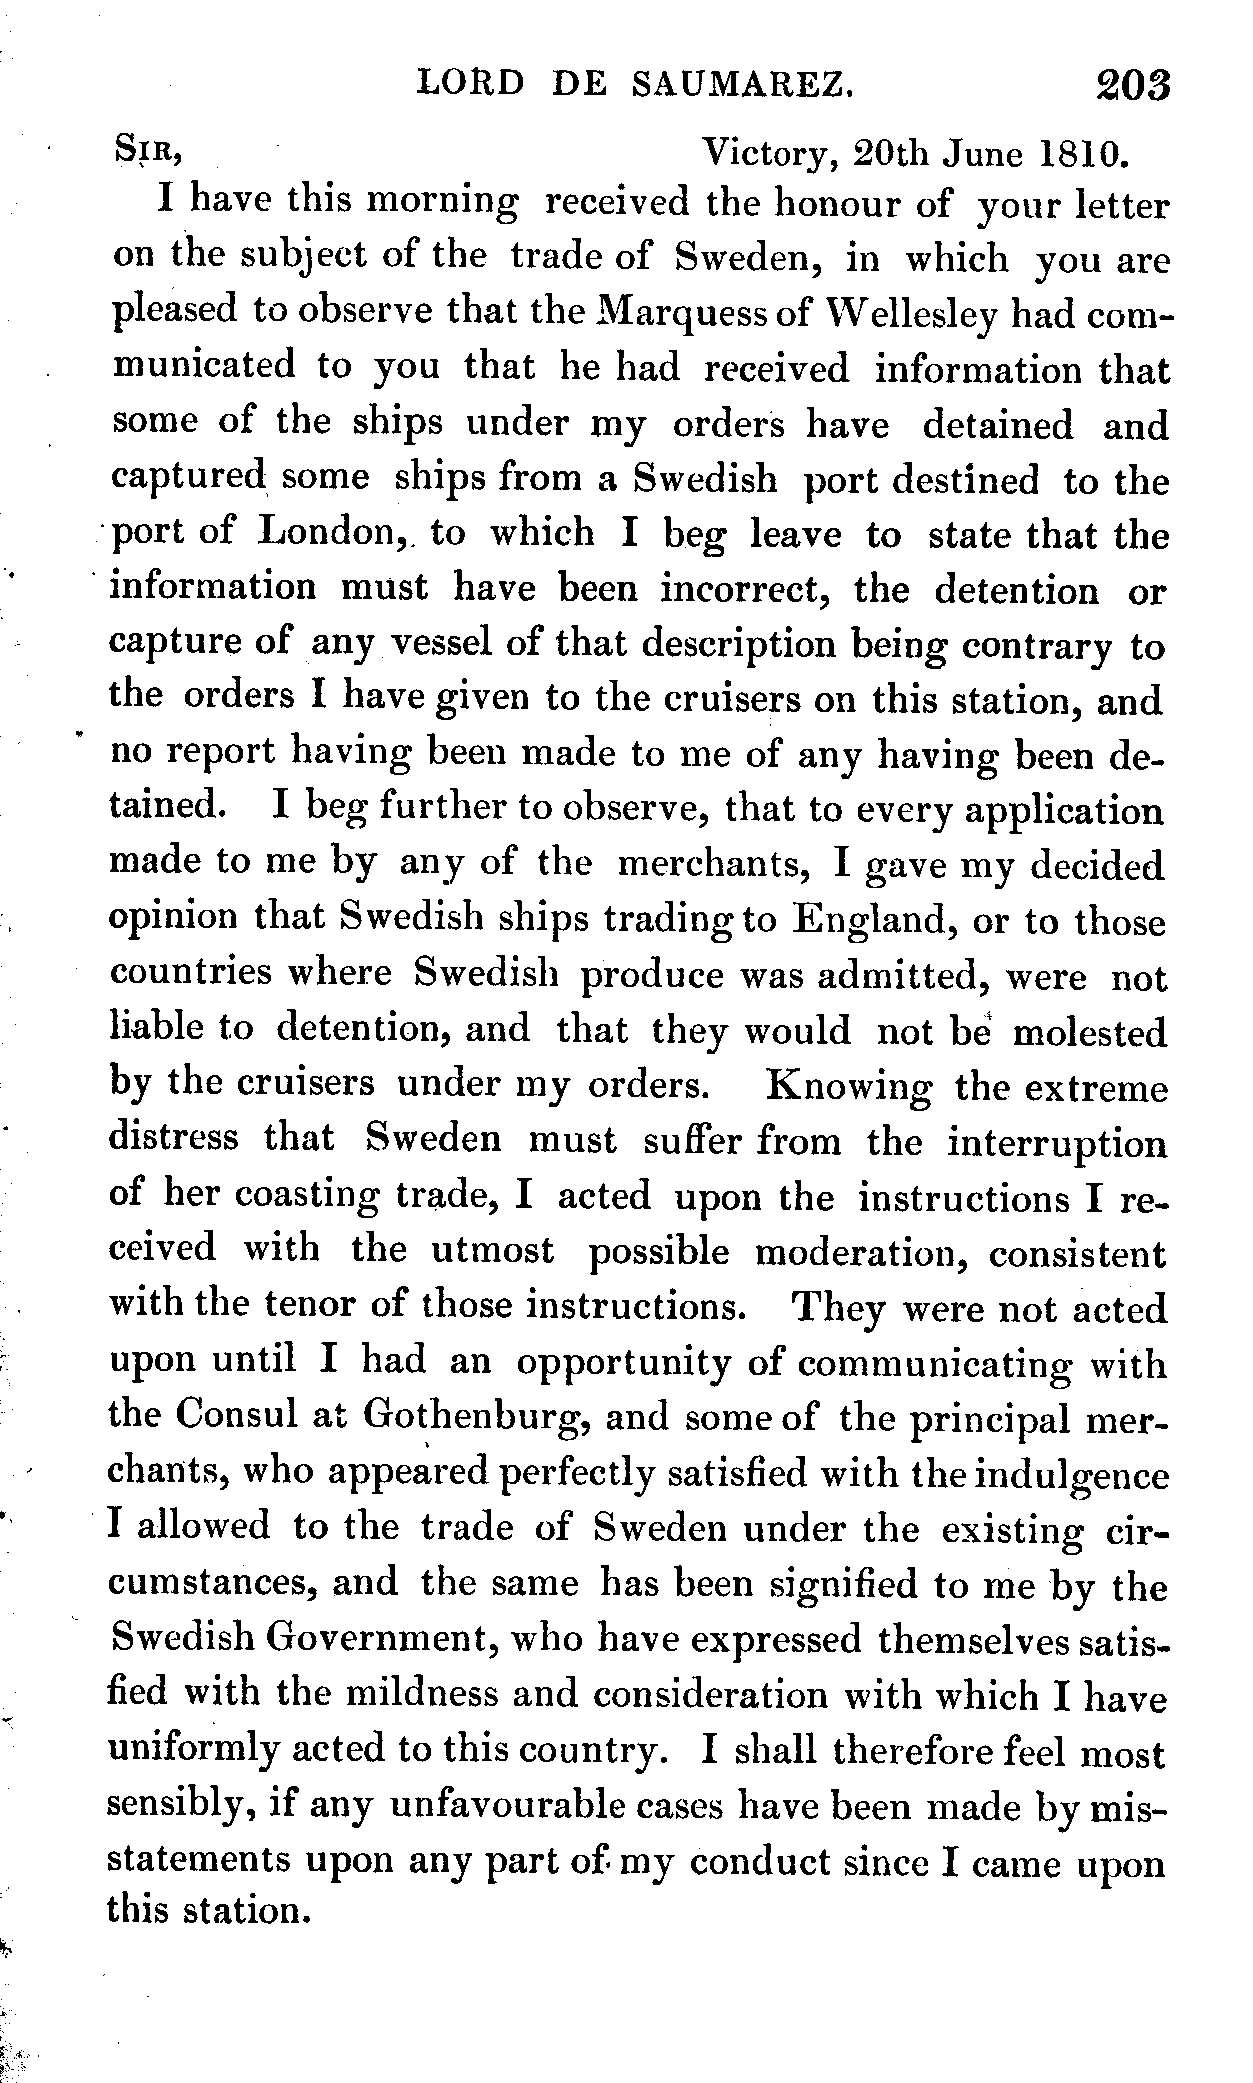 LORD DE SAUMAREZ. 203
SIR, Victory, 20th June 1810.
I have this morning received the honour of your letter
on the subject of the trade of Sweden, in which you are
pleased to observe that the Marquess of Wellesley had com-
municated to you that he had received information that
some of the ships under my orders have detained and
captured some ships from a Swedish port destined to the
port of London, to which I beg leave to state that the
information must have been incorrect, the detention or
capture of any vessel of that description being contrary to
the orders I have given to the cruisers on this station, and
no report having been made to me of any having been de-
tained. I beg further to observe, that to every application
made to me by any of the merchants, I gave my decided
opinion that Swedish ships trading to England, or to those
countries where Swedish produce was admitted, were not
liable to detention, and that they would not be molested
by the cruisers under my orders. Knowing the extreme
distress that Sweden must suffer from the interruption
of her coasting trade, I acted upon the instructions I re-
ceived with the utmost possible moderation, consistent
with the tenor of those instructions. They were not acted
upon until I had an opportunity of communicating with
the Consul at Gothenburg, and some of the principal mer-
chants, who appeared perfectly satisfied with the indulgence
I allowed to the trade of Sweden under the existing cir-
cumstances, and the same has been signified to me by the
Swedish Government, who have expressed themselves satis-
fied with the mildness and consideration with which I have
uniformly acted to this country. I shall therefore feel most
sensibly, if any unfavourable cases have been made by mis-
statements upon any part of my conduct since I came upon
this station.